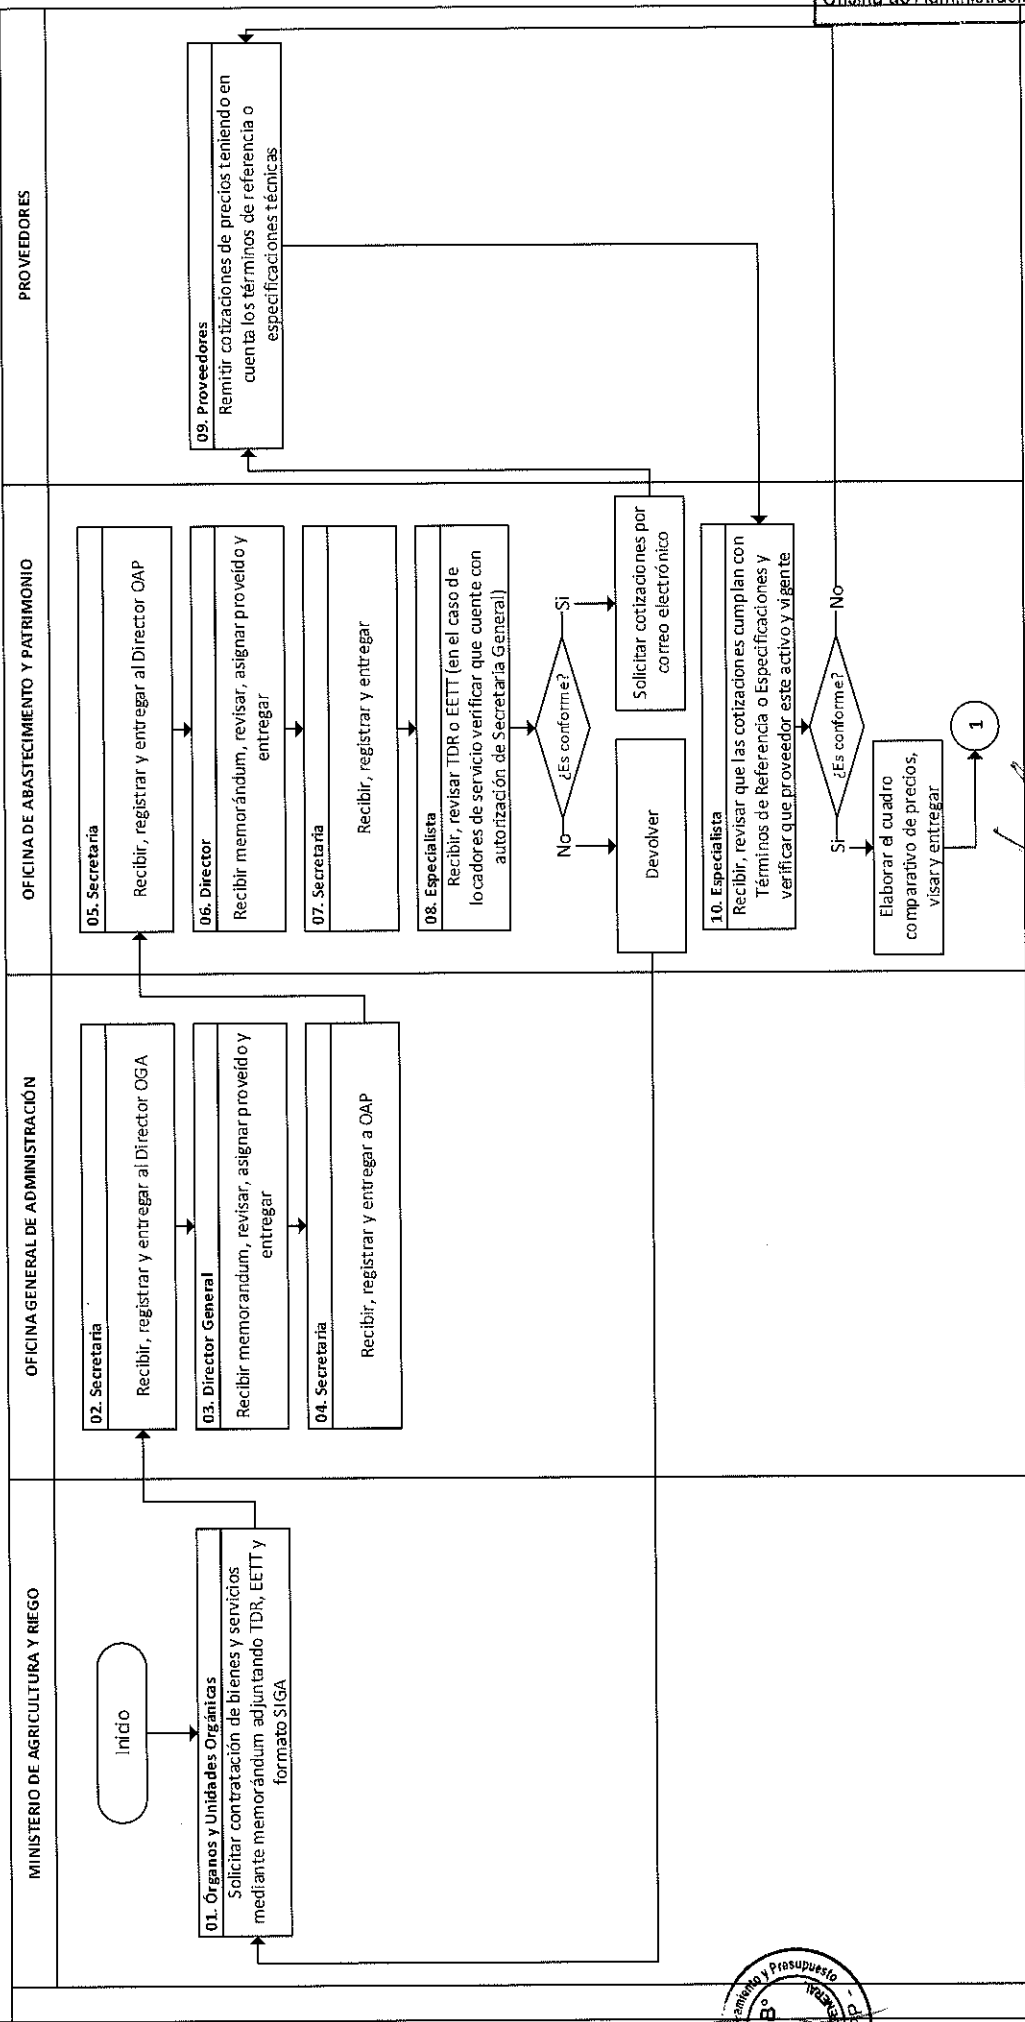 MINISTERIO DE AGRICULTURA Y RIEGO
Inicio
01. Órganos y Unidades Orgánicas
Solicitar contratación de bienes y servicios
mediante memorándum adjuntando TDR, EETT y
formato SIGA
OFICINA GENERAL DE ADMINISTRACIÓN
02. Secretaria
Recibir, registrar y entregar al Director OGA
03. Director General
Recibir memorandum, revisar, asignar proveído y
entregar
04. Secretaria
Recibir, registrar y entregar a OAP
OFICINA DE ABASTECIMIENTO Y PATRIMONIO
05. Secretaria
Recibir, registrar y entregar al Director OAP
06. Director
Recibir memorándum, revisar, asignar proveído y
entregar
07. Secretaria
Recibir, registrar y entregar
08. Especialista
Recibir, revisar TDR o EETT (en el caso de
locadores de servicio verificar que cuente con
autorización de Secretaria General)
¿Es conforme?
No
Si
Devolver
Solicitar cotizaciones por
correo electrónico
10. Especialista
Recibir, revisar que las cotizaciones cumplan con
Términos de Referencia o Especificaciones y
verificar que proveedor este activo y vigente
¿Es conforme?
Si
No
Elaborar el cuadro
comparativo de precios,
visar y entregar
1
PROVEEDORES
09. Proveedores
Remitir cotizaciones de precios teniendo en
cuenta los términos de referencia o
especificaciones técnicas
y Presupuesto
B°